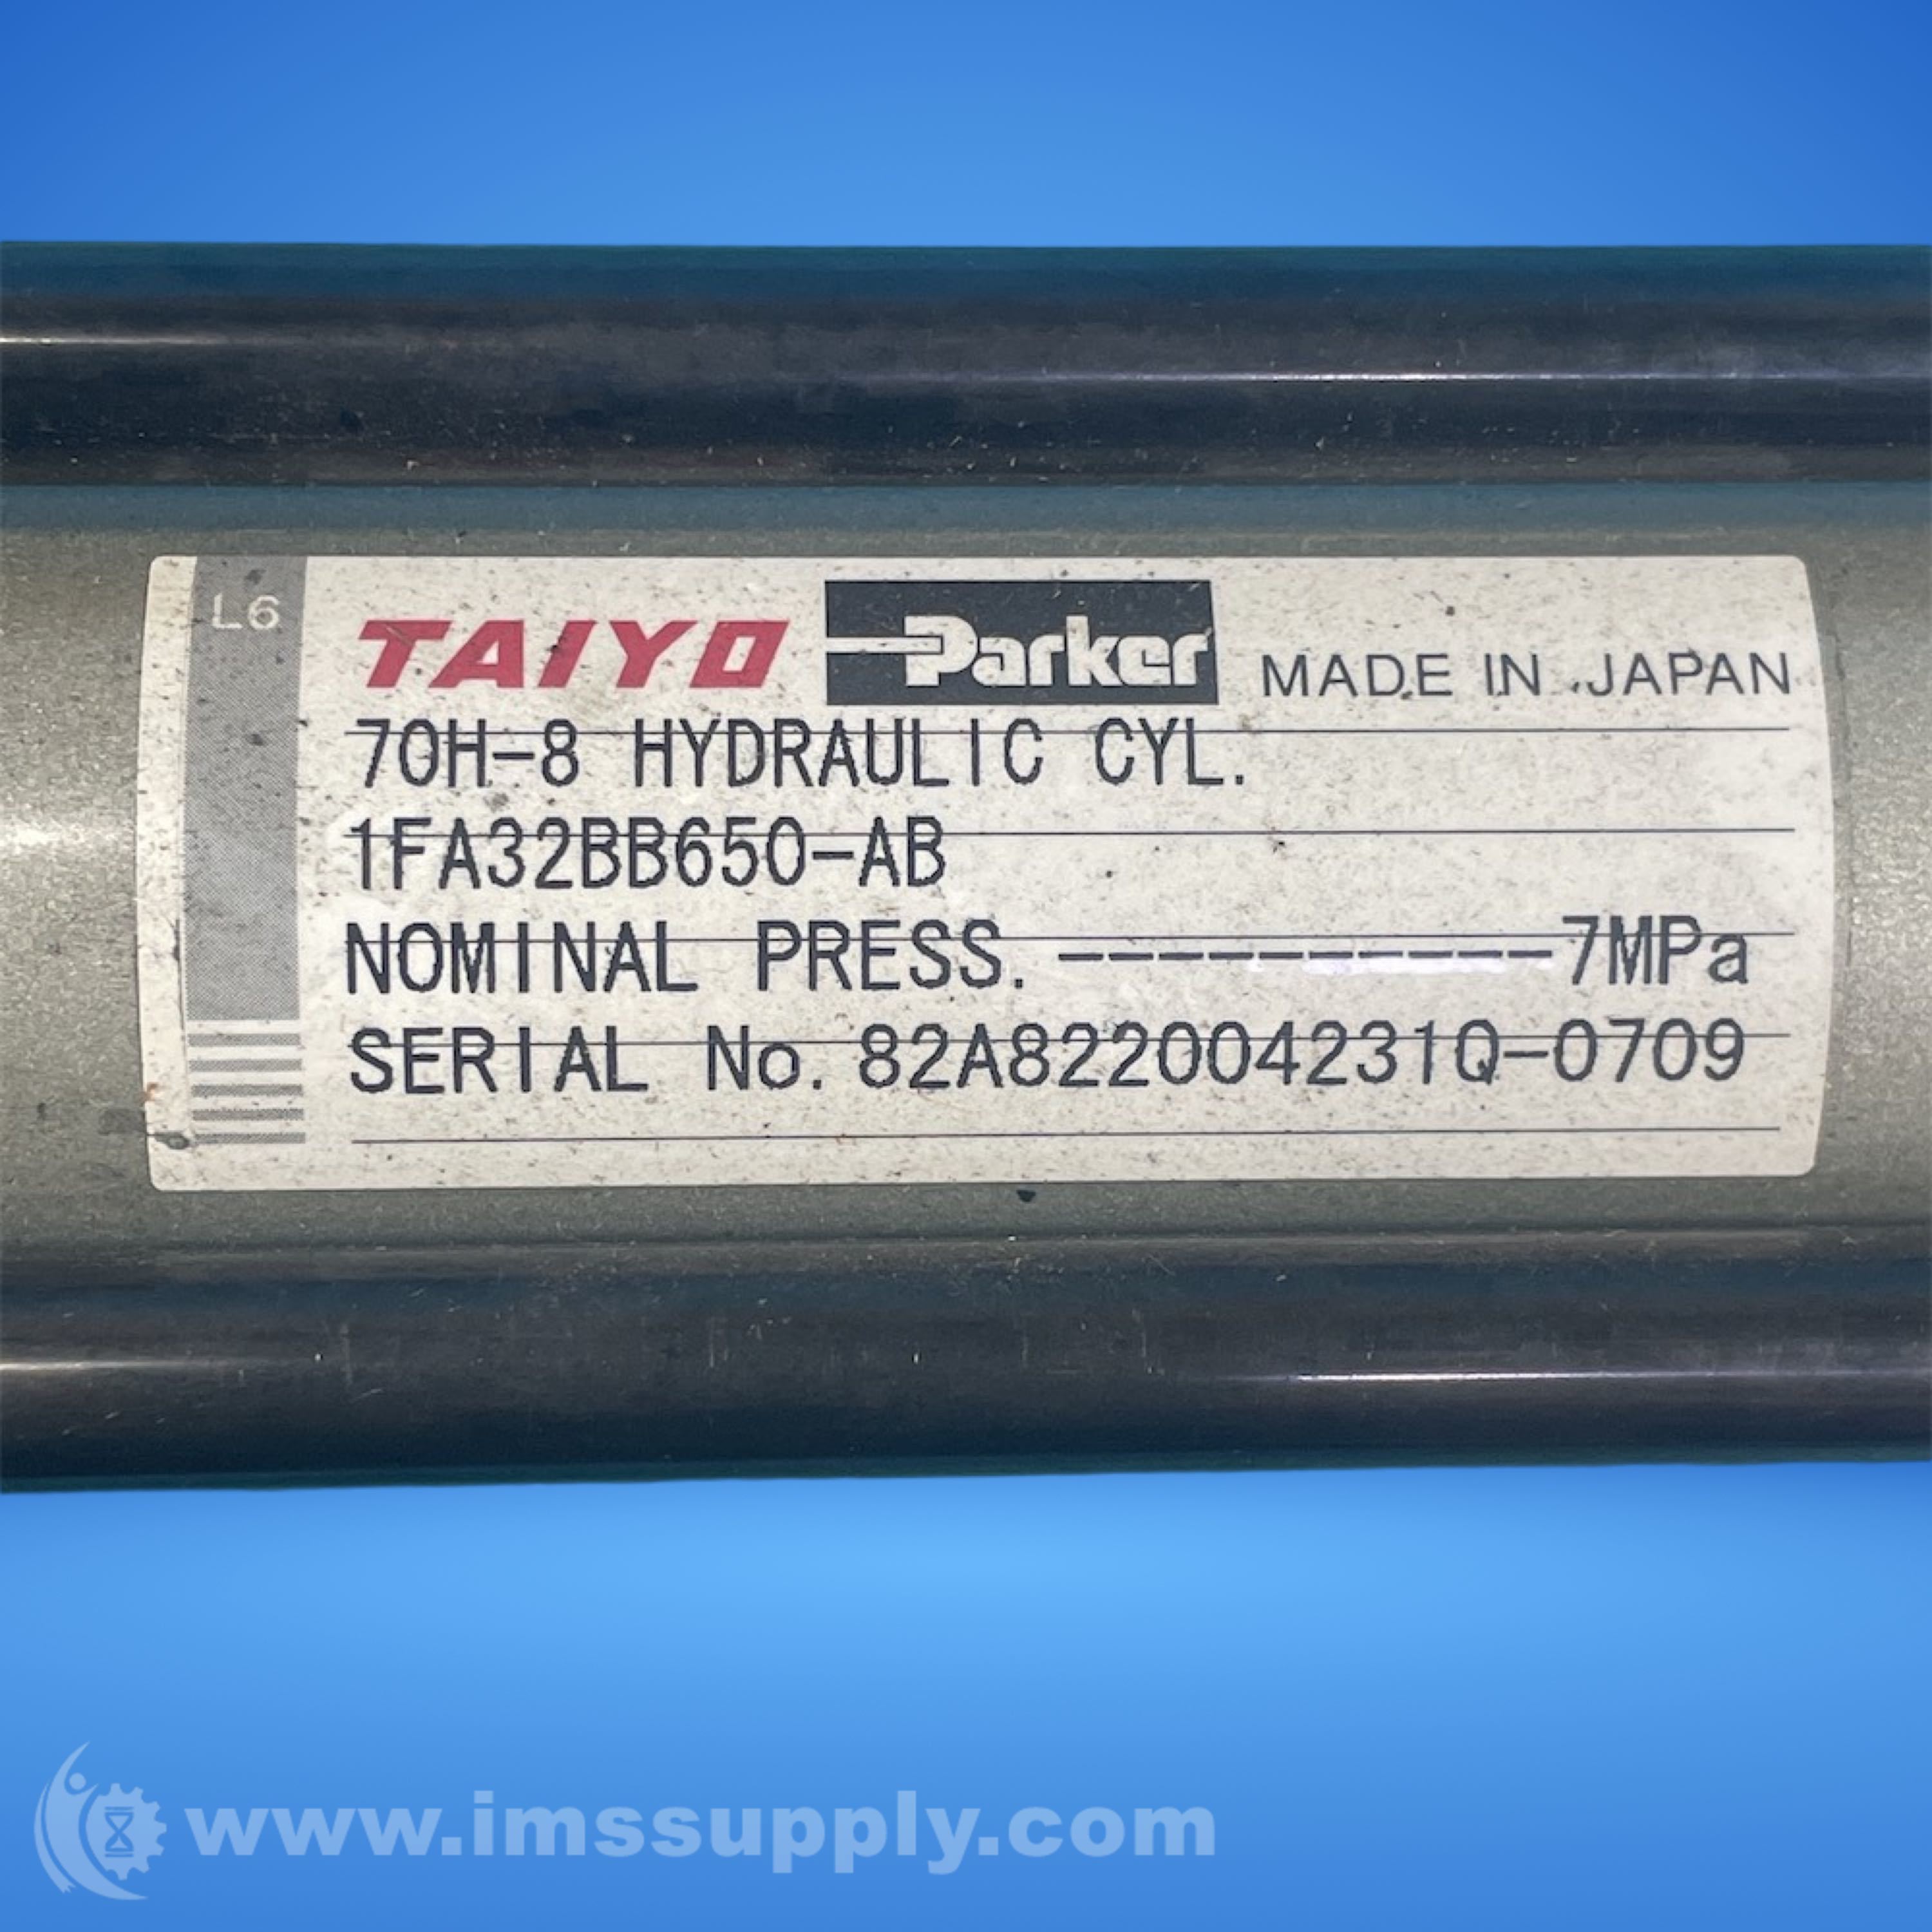 L6
TAIYO Parker MADE IN JAPAN
70H-8 HYDRAULIC CYL.
1FA32BB650-AB
NOMINAL PRESS. -----------7MPa
SERIAL No. 82A822004231Q-0709
www.imssupply.com